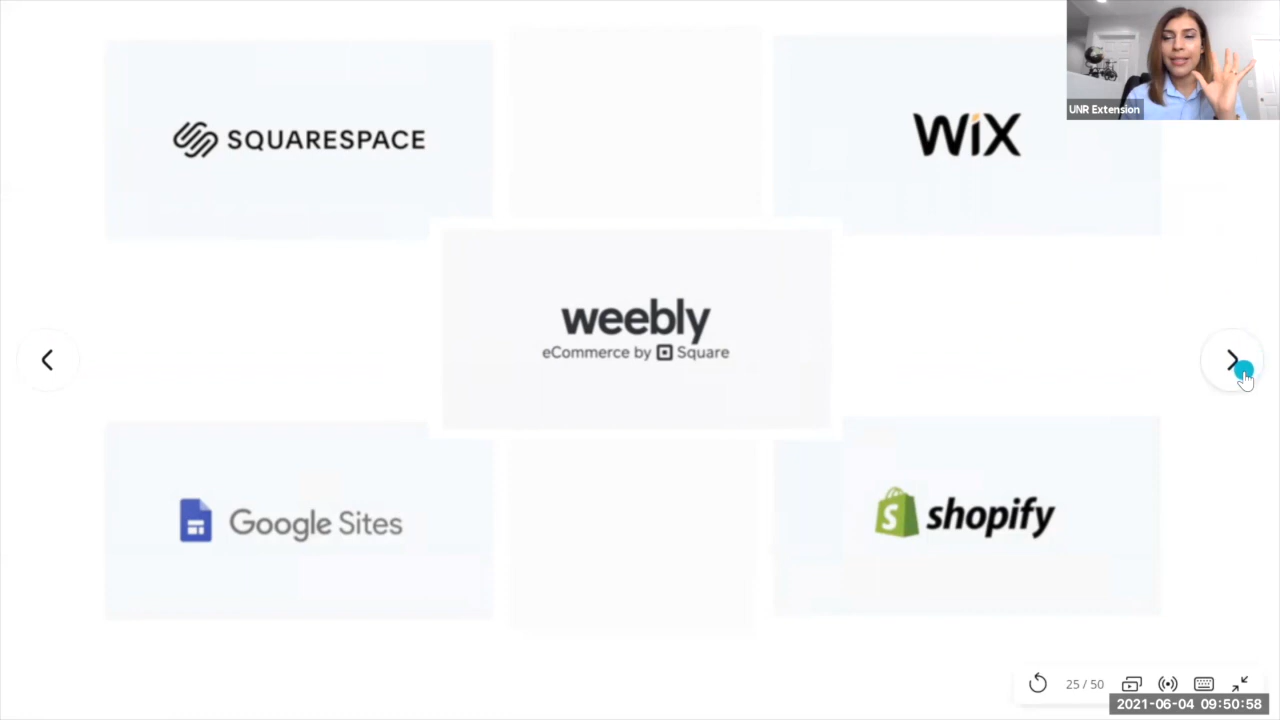 SQUARESPACE
WiX
UNR Extension
weebly
eCommerce by Square
Google Sites
S shopify
25 / 50
2021-06-04 09:50:58